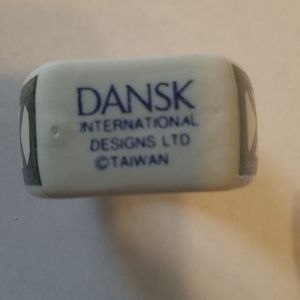 DANSK
INTERNATIONAL
DESIGNS LTD
©TAIWAN